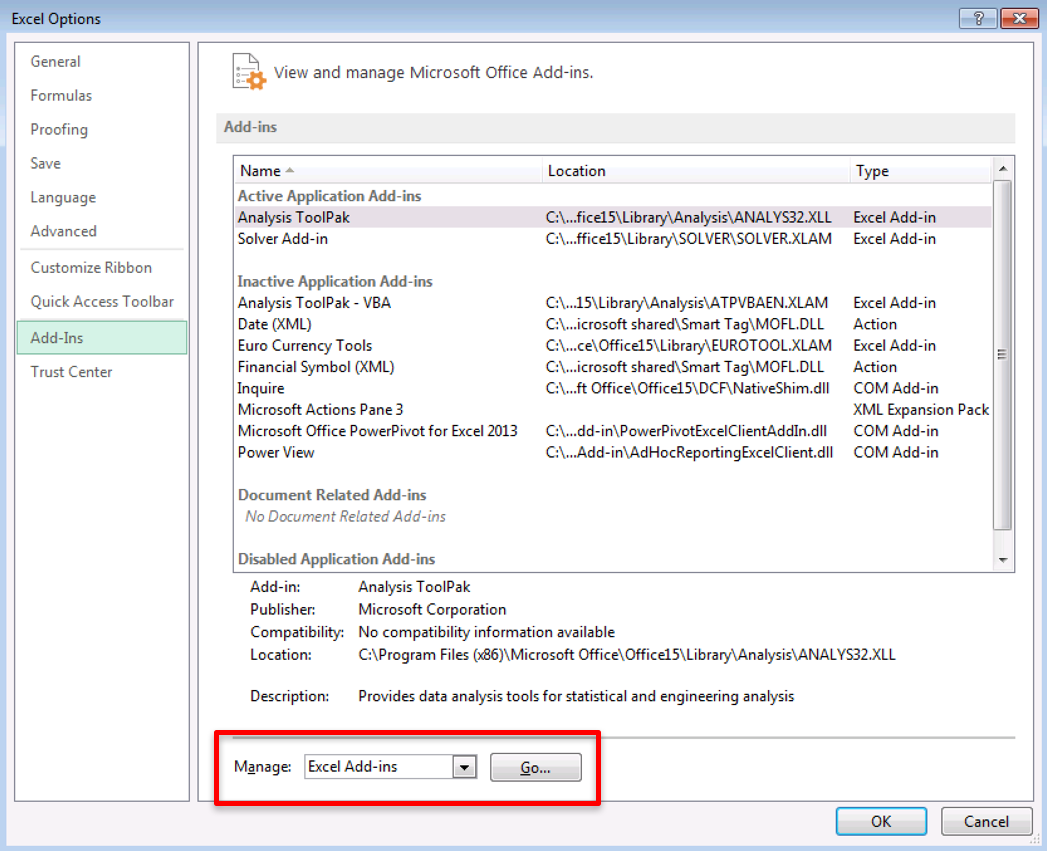 Excel Options
?
General
Formulas
Proofing
Save
Language
Advanced
Customize Ribbon
Quick Access Toolbar
Add-Ins
Trust Center
View and manage Microsoft Office Add-ins.
Add-ins
Name Location Type
Active Application Add-ins
Analysis ToolPak C:\...fice15\Library\Analysis\ANALYS32.XLL Excel Add-in
Solver Add-in C:\...ffice15\Library\SOLVER\SOLVER.XLAM Excel Add-in
Inactive Application Add-ins
Analysis ToolPak - VBA C:\...15\Library\Analysis\ATPVBAEN.XLAM Excel Add-in
Date (XML) C:\...icrosoft shared\Smart Tag\MOFL.DLL Action
Euro Currency Tools C:\...ce\Office15\Library\EUROTOOL.XLAM Excel Add-in
Financial Symbol (XML) C:\...icrosoft shared\Smart Tag\MOFL.DLL Action
Inquire C:\...ft Office\Office15\DCF\NativeShim.dll COM Add-in
Microsoft Actions Pane 3 XML Expansion Pack
Microsoft Office PowerPivot for Excel 2013 C:\...dd-in\PowerPivotExcelClientAddIn.dll COM Add-in
Power View C:\...Add-in\AdHocReportingExcelClient.dll COM Add-in
Document Related Add-ins
No Document Related Add-ins
Disabled Application Add-ins
Add-in: Analysis ToolPak
Publisher: Microsoft Corporation
Compatibility: No compatibility information available
Location: C:\Program Files (x86)\Microsoft Office\Office15\Library\Analysis\ANALYS32.XLL
Description: Provides data analysis tools for statistical and engineering analysis
Manage: Excel Add-ins Go...
OK Cancel